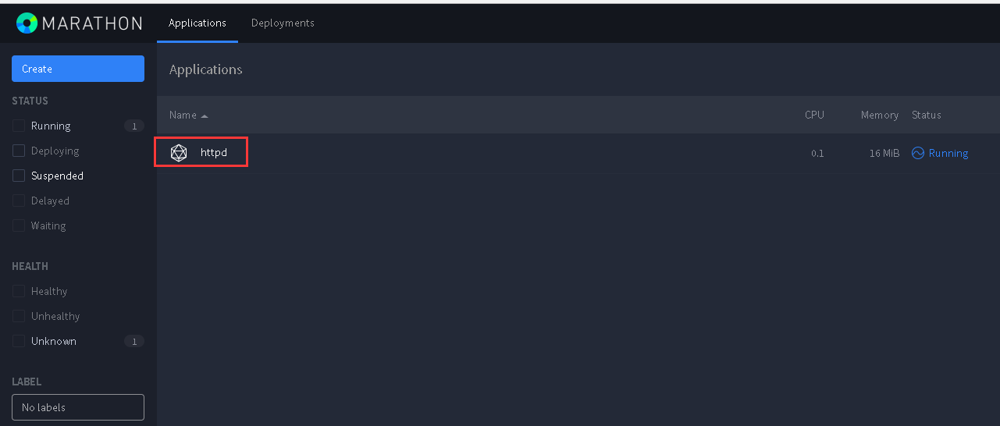 MARATHON Applications Deployments
Create
STATUS
Running 1
Deploying
Suspended
Delayed
Waiting
HEALTH
Healthy
Unhealthy
Unknown 1
LABEL
No labels
Applications
Name CPU Memory Status
httpd 0.1 16 MiB Running